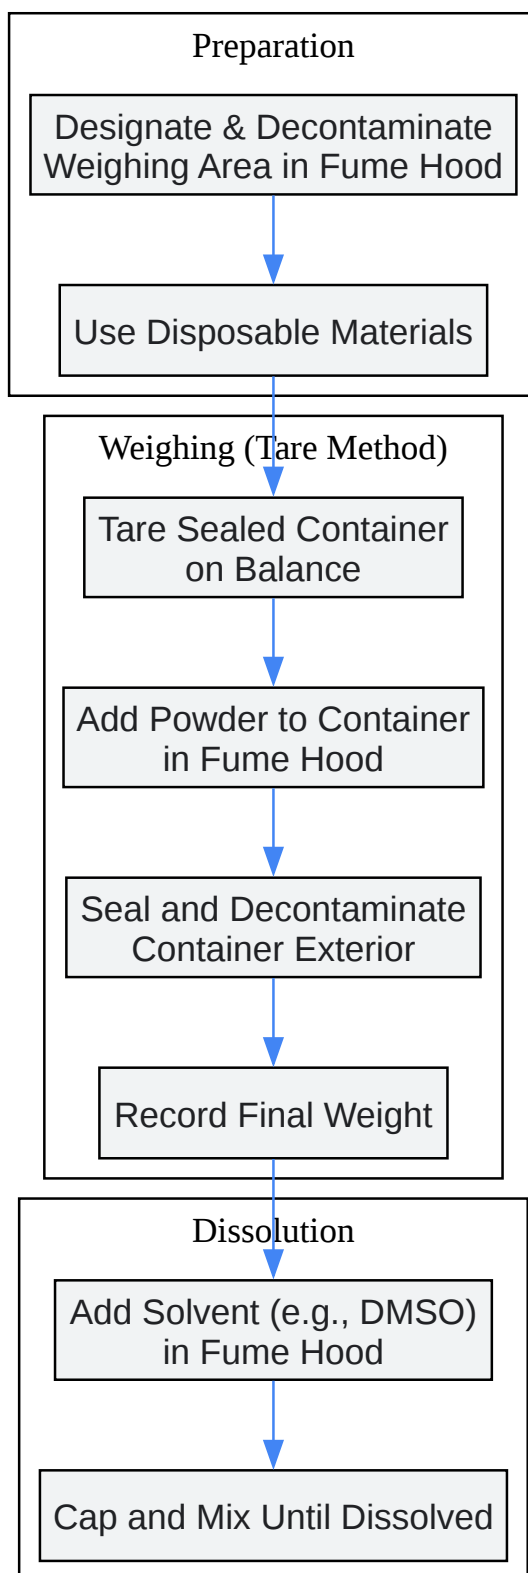 Preparation
Designate & Decontaminate
Weighing Area in Fume Hood
Use Disposable Materials
Weighing (Tare Method)
Tare Sealed Container
on Balance
Add Powder to Container
in Fume Hood
Seal and Decontaminate
Container Exterior
Record Final Weight
Dissolution
Add Solvent (e.g., DMSO)
in Fume Hood
Cap and Mix Until Dissolved